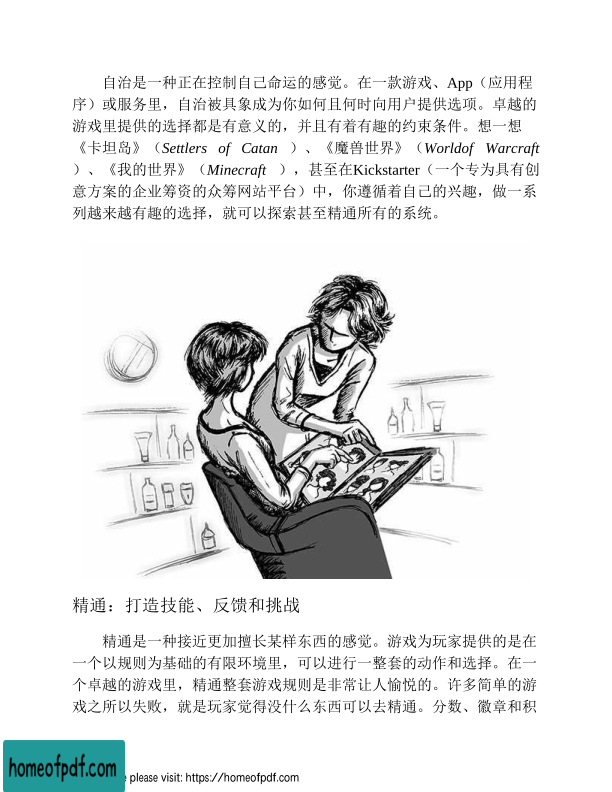 自治是一种正在控制自己命运的感觉。在一款游戏、App（应用程
序）或服务里，自治被具象成为你如何且何时向用户提供选项。卓越的
游戏里提供的选择都是有意义的，并且有着有趣的约束条件。想一想
《卡坦岛》（Settlers of Catan ）、《魔兽世界》（Worldof Warcraft
）、《我的世界》（Minecraft ），甚至在Kickstarter（一个专为具有创
意方案的企业筹资的众筹网站平台）中，你遵循着自己的兴趣，做一系
列越来越有趣的选择，就可以探索甚至精通所有的系统。
精通：打造技能、反馈和挑战
精通是一种接近更加擅长某样东西的感觉。游戏为玩家提供的是在
一个以规则为基础的有限环境里，可以进行一整套的动作和选择。在一
个卓越的游戏里，精通整套游戏规则是非常让人愉悦的。许多简单的游
戏之所以失败，就是玩家觉得没什么东西可以去精通。分数、徽章和积
homeofpdf.com
please visit: https://homeofpdf.com